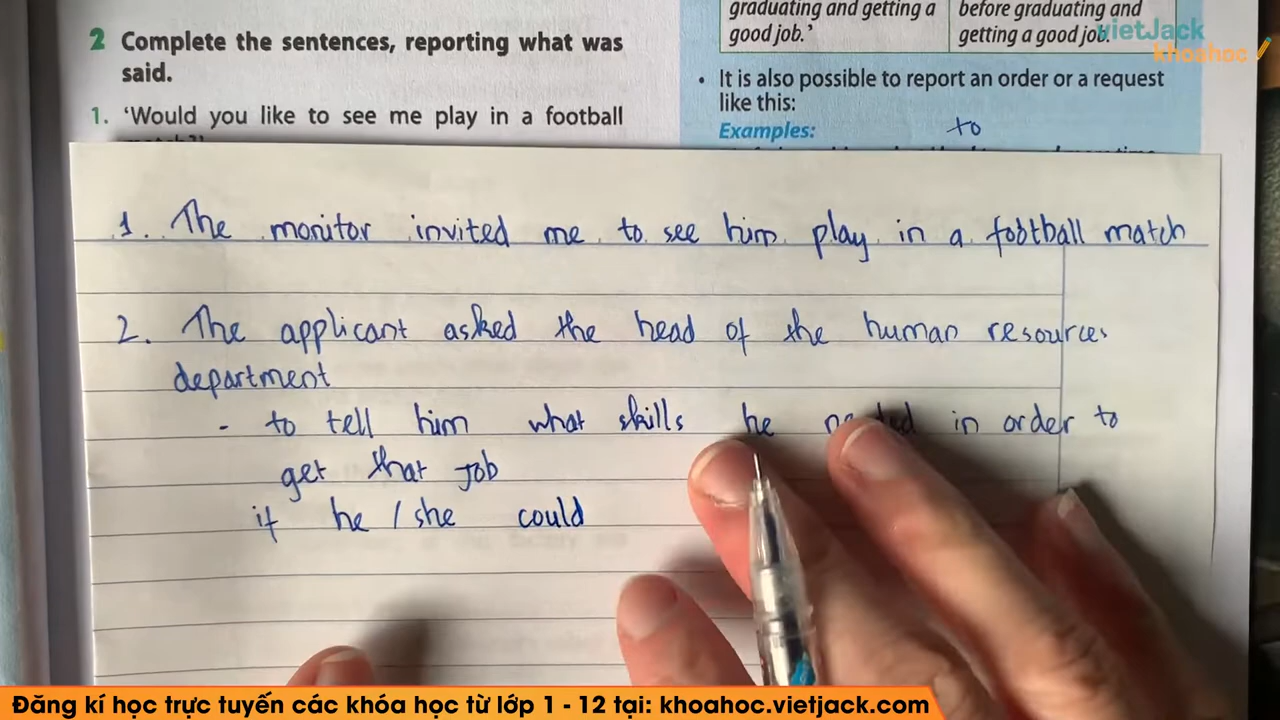 2 Complete the sentences, reporting what was
said.
1. 'Would you like to see me play in a football
graduating and getting a
good job.'
before graduating and
getting a good job.
vietJack
khoahoc
• It is also possible to report an order or a request
like this:
Examples:
to
1. The monitor invited me to see him play in a football match
2. The applicant asked the head of the human resources
department
- to tell him what skills he needed in order to
get that job
if he / she could
Đăng kí học trực tuyến các khóa học từ lớp 1 - 12 tại: khoahoc.vietjack.com